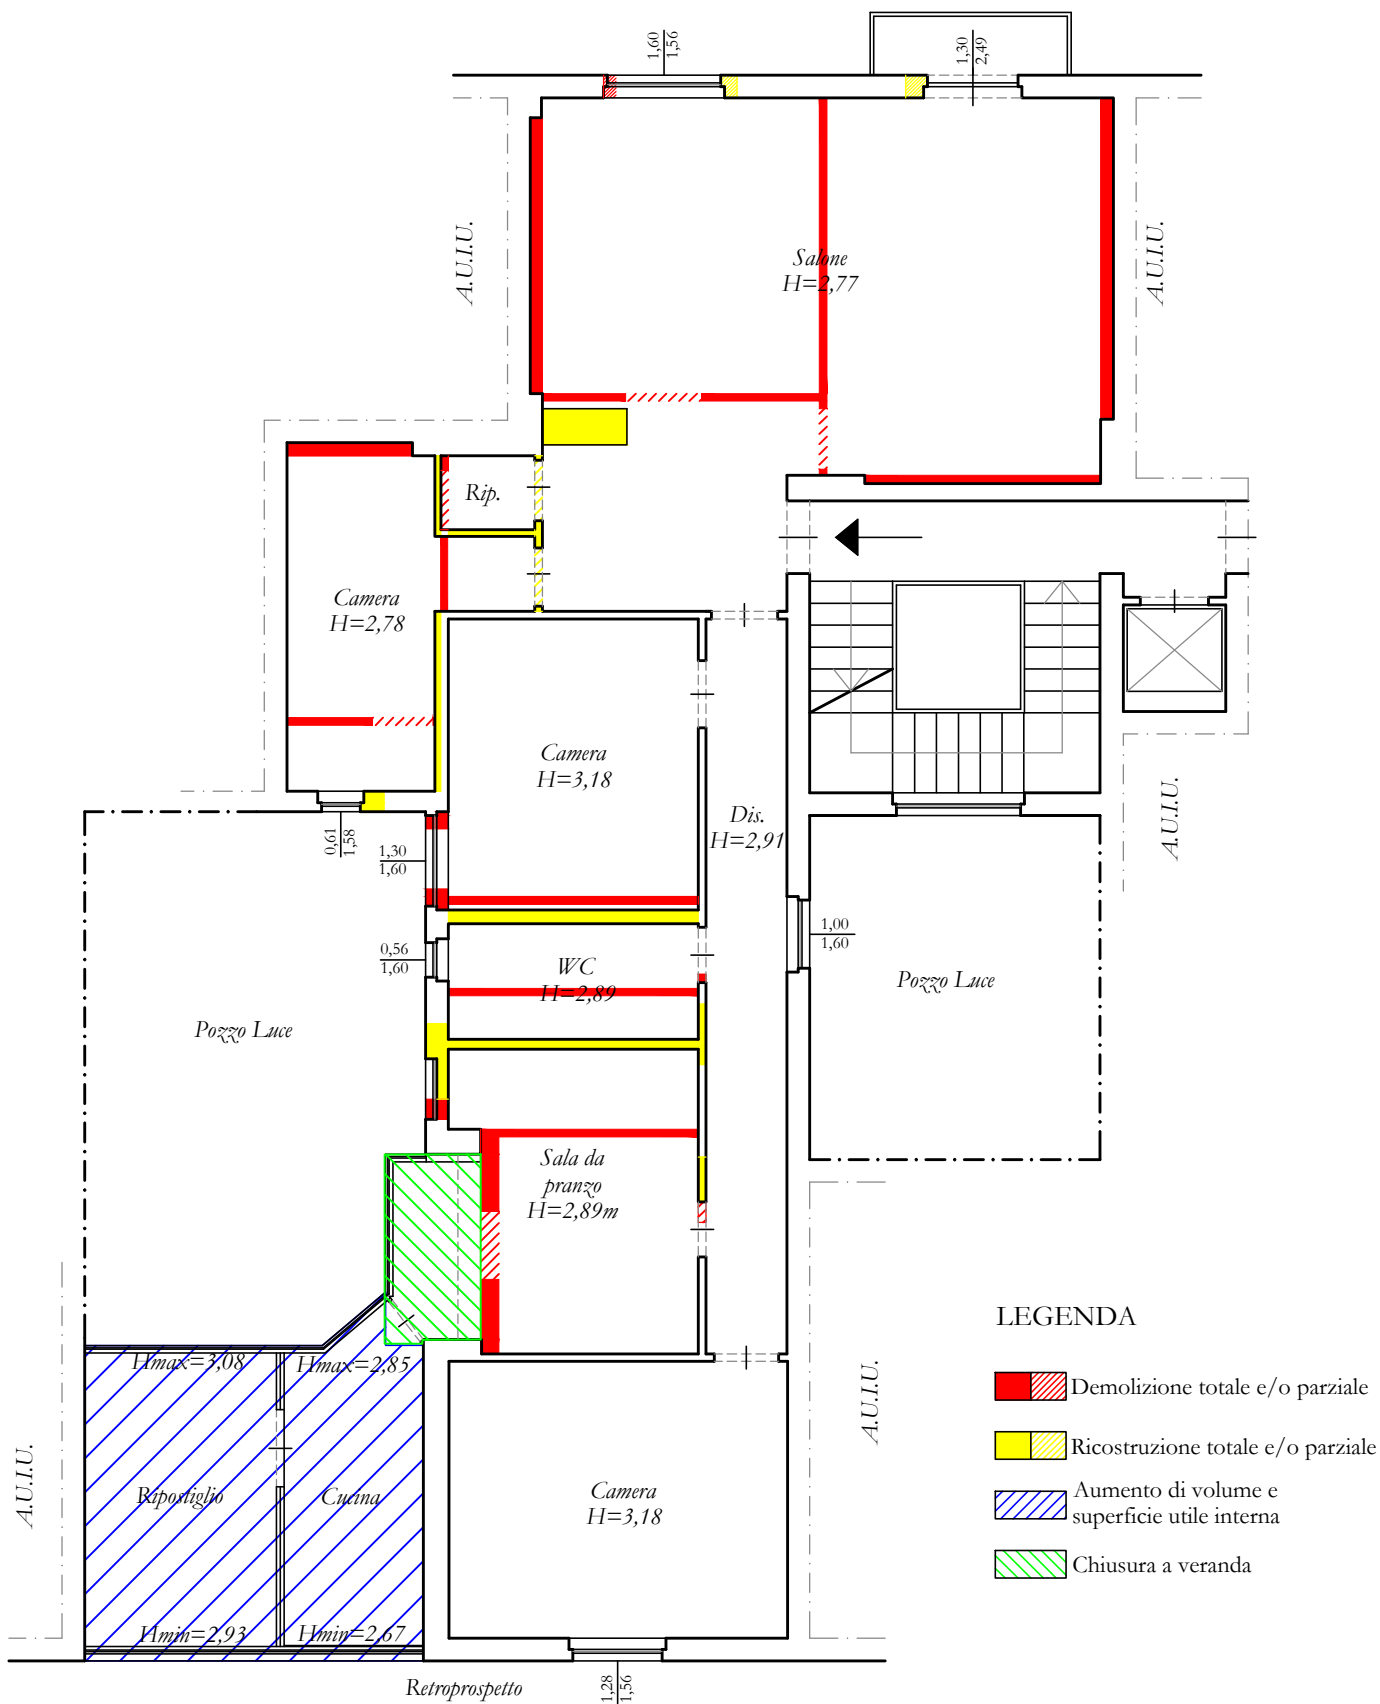 1,60
1,56
1,30
2,49
A.U.I.U.
A.U.I.U.
Salone
H=2,77
Rip.
Camera
H=2,78
Camera
H=3,18
Dis.
H=2,91
A.U.I.U.
0,61
1,58
1,30
1,60
1,00
1,60
0,56
1,60
WC
H=2,89
Pozzo Luce
Pozzo Luce
Sala da
pranzo
H=2,89m
LEGENDA
Hmax=3,08
Hmax=2,85
Demolizione totale e/o parziale
A.U.I.U.
Ricostruzione totale e/o parziale
A.U.I.U.
Ripostiglio
Cucina
Camera
H=3,18
Aumento di volume e
superficie utile interna
Chiusura a veranda
Hmin=2,93
Hmin=2,67
Retroprospetto
1,28
1,56